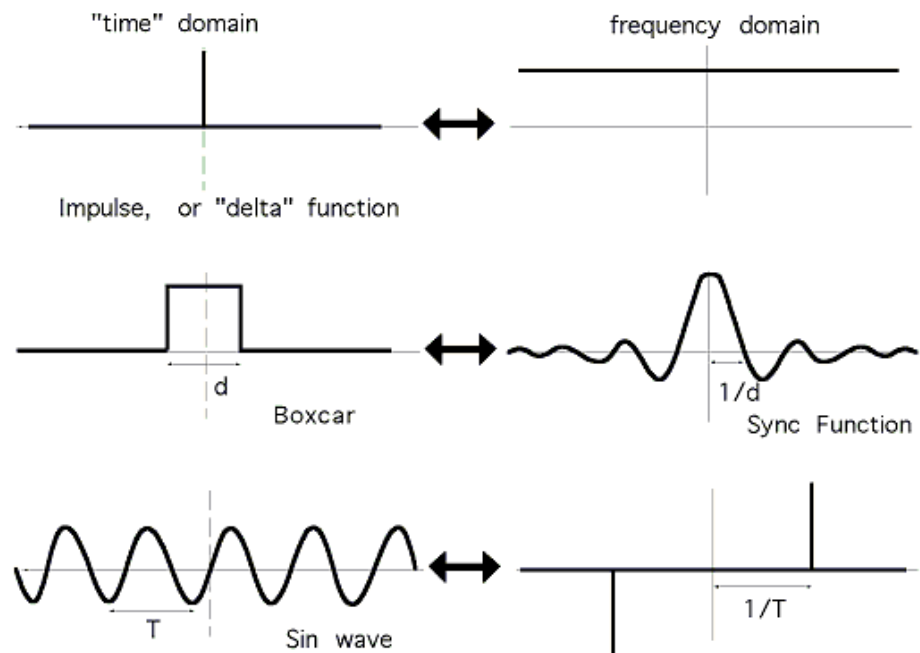 "time" domain
frequency domain
Impulse, or "delta" function
d
Boxcar
1/d
Sync Function
T
Sin wave
1/T